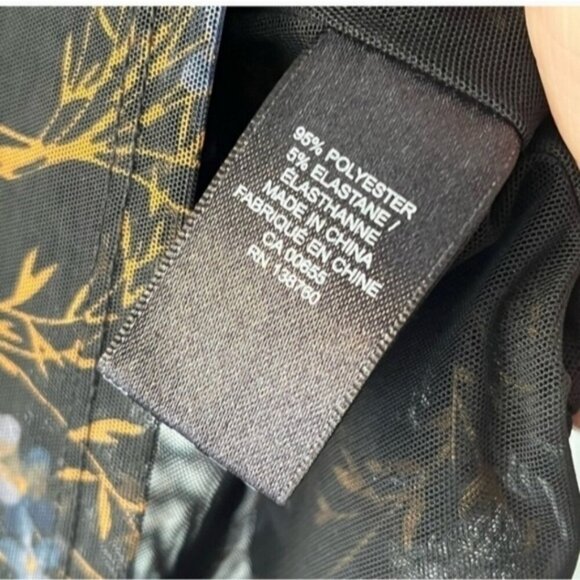 95% POLYESTER
5% ELASTANE /
ÉLASTHANNE
MADE IN CHINA
FABRIQUÉ EN CHINE
CA 00855
RN 138760